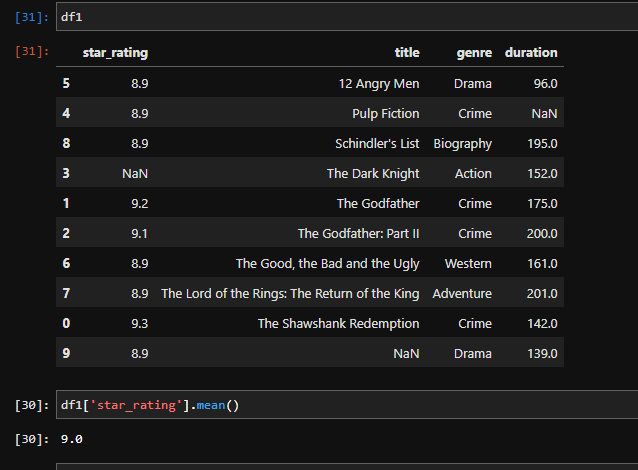 [31]: df1
[31]: star_rating title genre duration
5 8.9 12 Angry Men Drama 96.0
4 8.9 Pulp Fiction Crime NaN
8 8.9 Schindler's List Biography 195.0
3 NaN The Dark Knight Action 152.0
1 9.2 The Godfather Crime 175.0
2 9.1 The Godfather: Part II Crime 200.0
6 8.9 The Good, the Bad and the Ugly Western 161.0
7 8.9 The Lord of the Rings: The Return of the King Adventure 201.0
0 9.3 The Shawshank Redemption Crime 142.0
9 8.9 NaN Drama 139.0
[30]: df1['star_rating'].mean()
[30]: 9.0